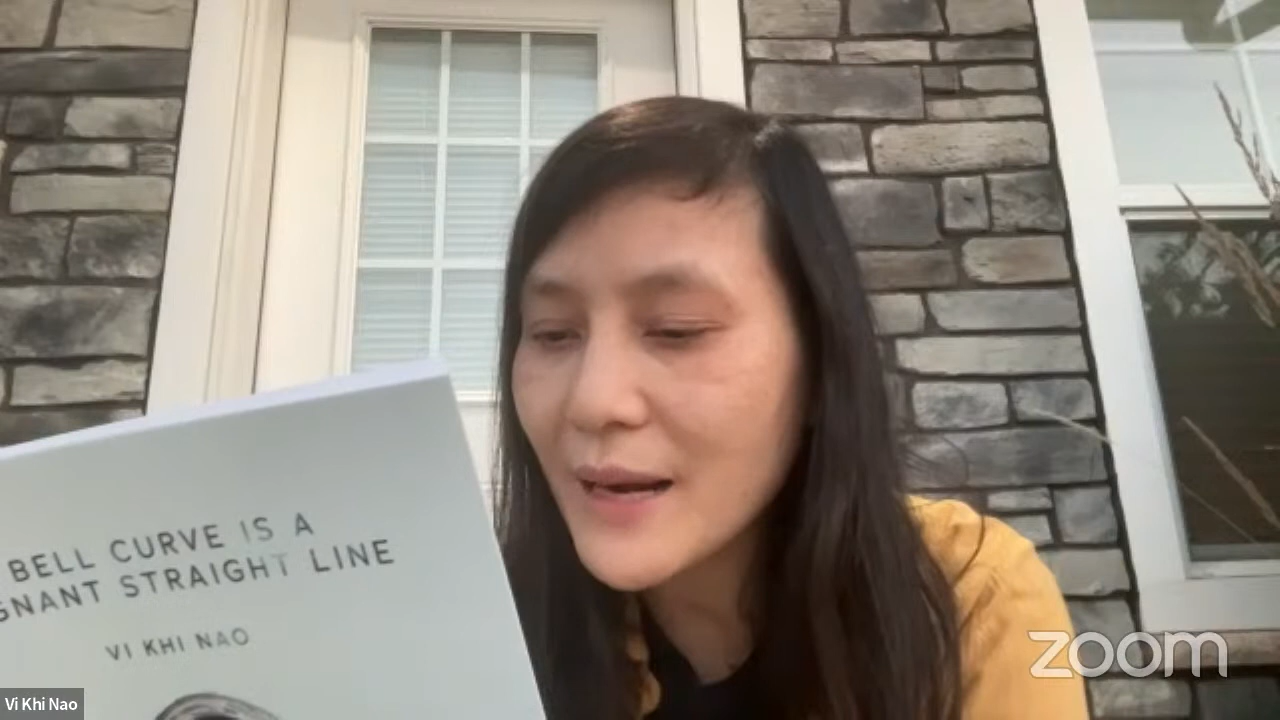 BELL CURVE IS A
GNANT STRAIGHT LINE
VI KHI NAO
Vi Khi Nao
zoom